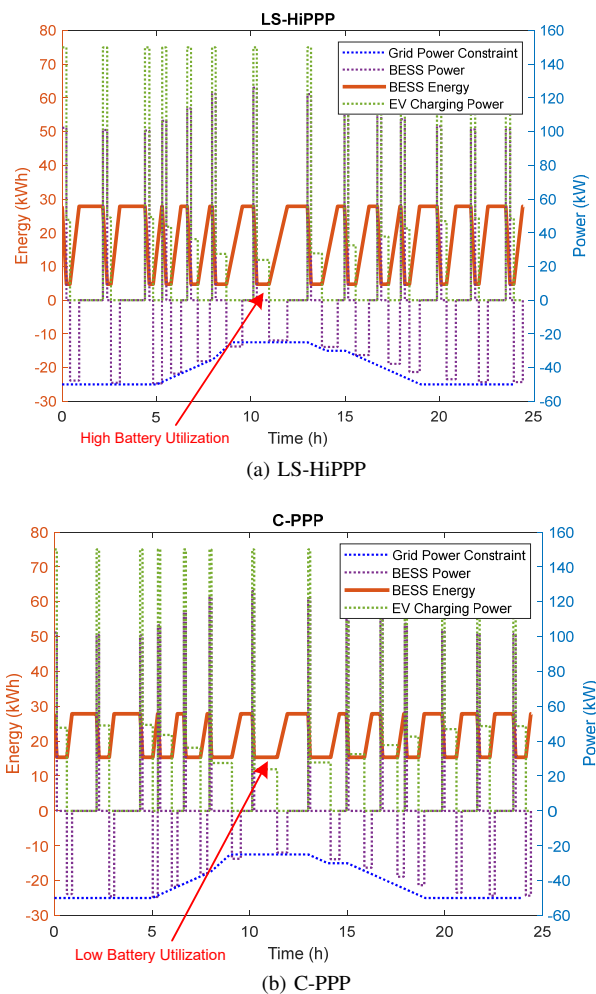 LS-HiPPP
80
70
60
50
40
30
20
10
0
-10
-20
-30
Energy (kWh)
160
140
120
100
80
60
40
20
0
-20
-40
-60
Power (kW)
Grid Power Constraint
BESS Power
BESS Energy
EV Charging Power
0 5 10 15 20 25
High Battery Utilization
Time (h)
(a) LS-HiPPP
C-PPP
80
70
60
50
40
30
20
10
0
-10
-20
-30
Energy (kWh)
160
140
120
100
80
60
40
20
0
-20
-40
-60
Power (kW)
Grid Power Constraint
BESS Power
BESS Energy
EV Charging Power
0 5 10 15 20 25
Low Battery Utilization
Time (h)
(b) C-PPP